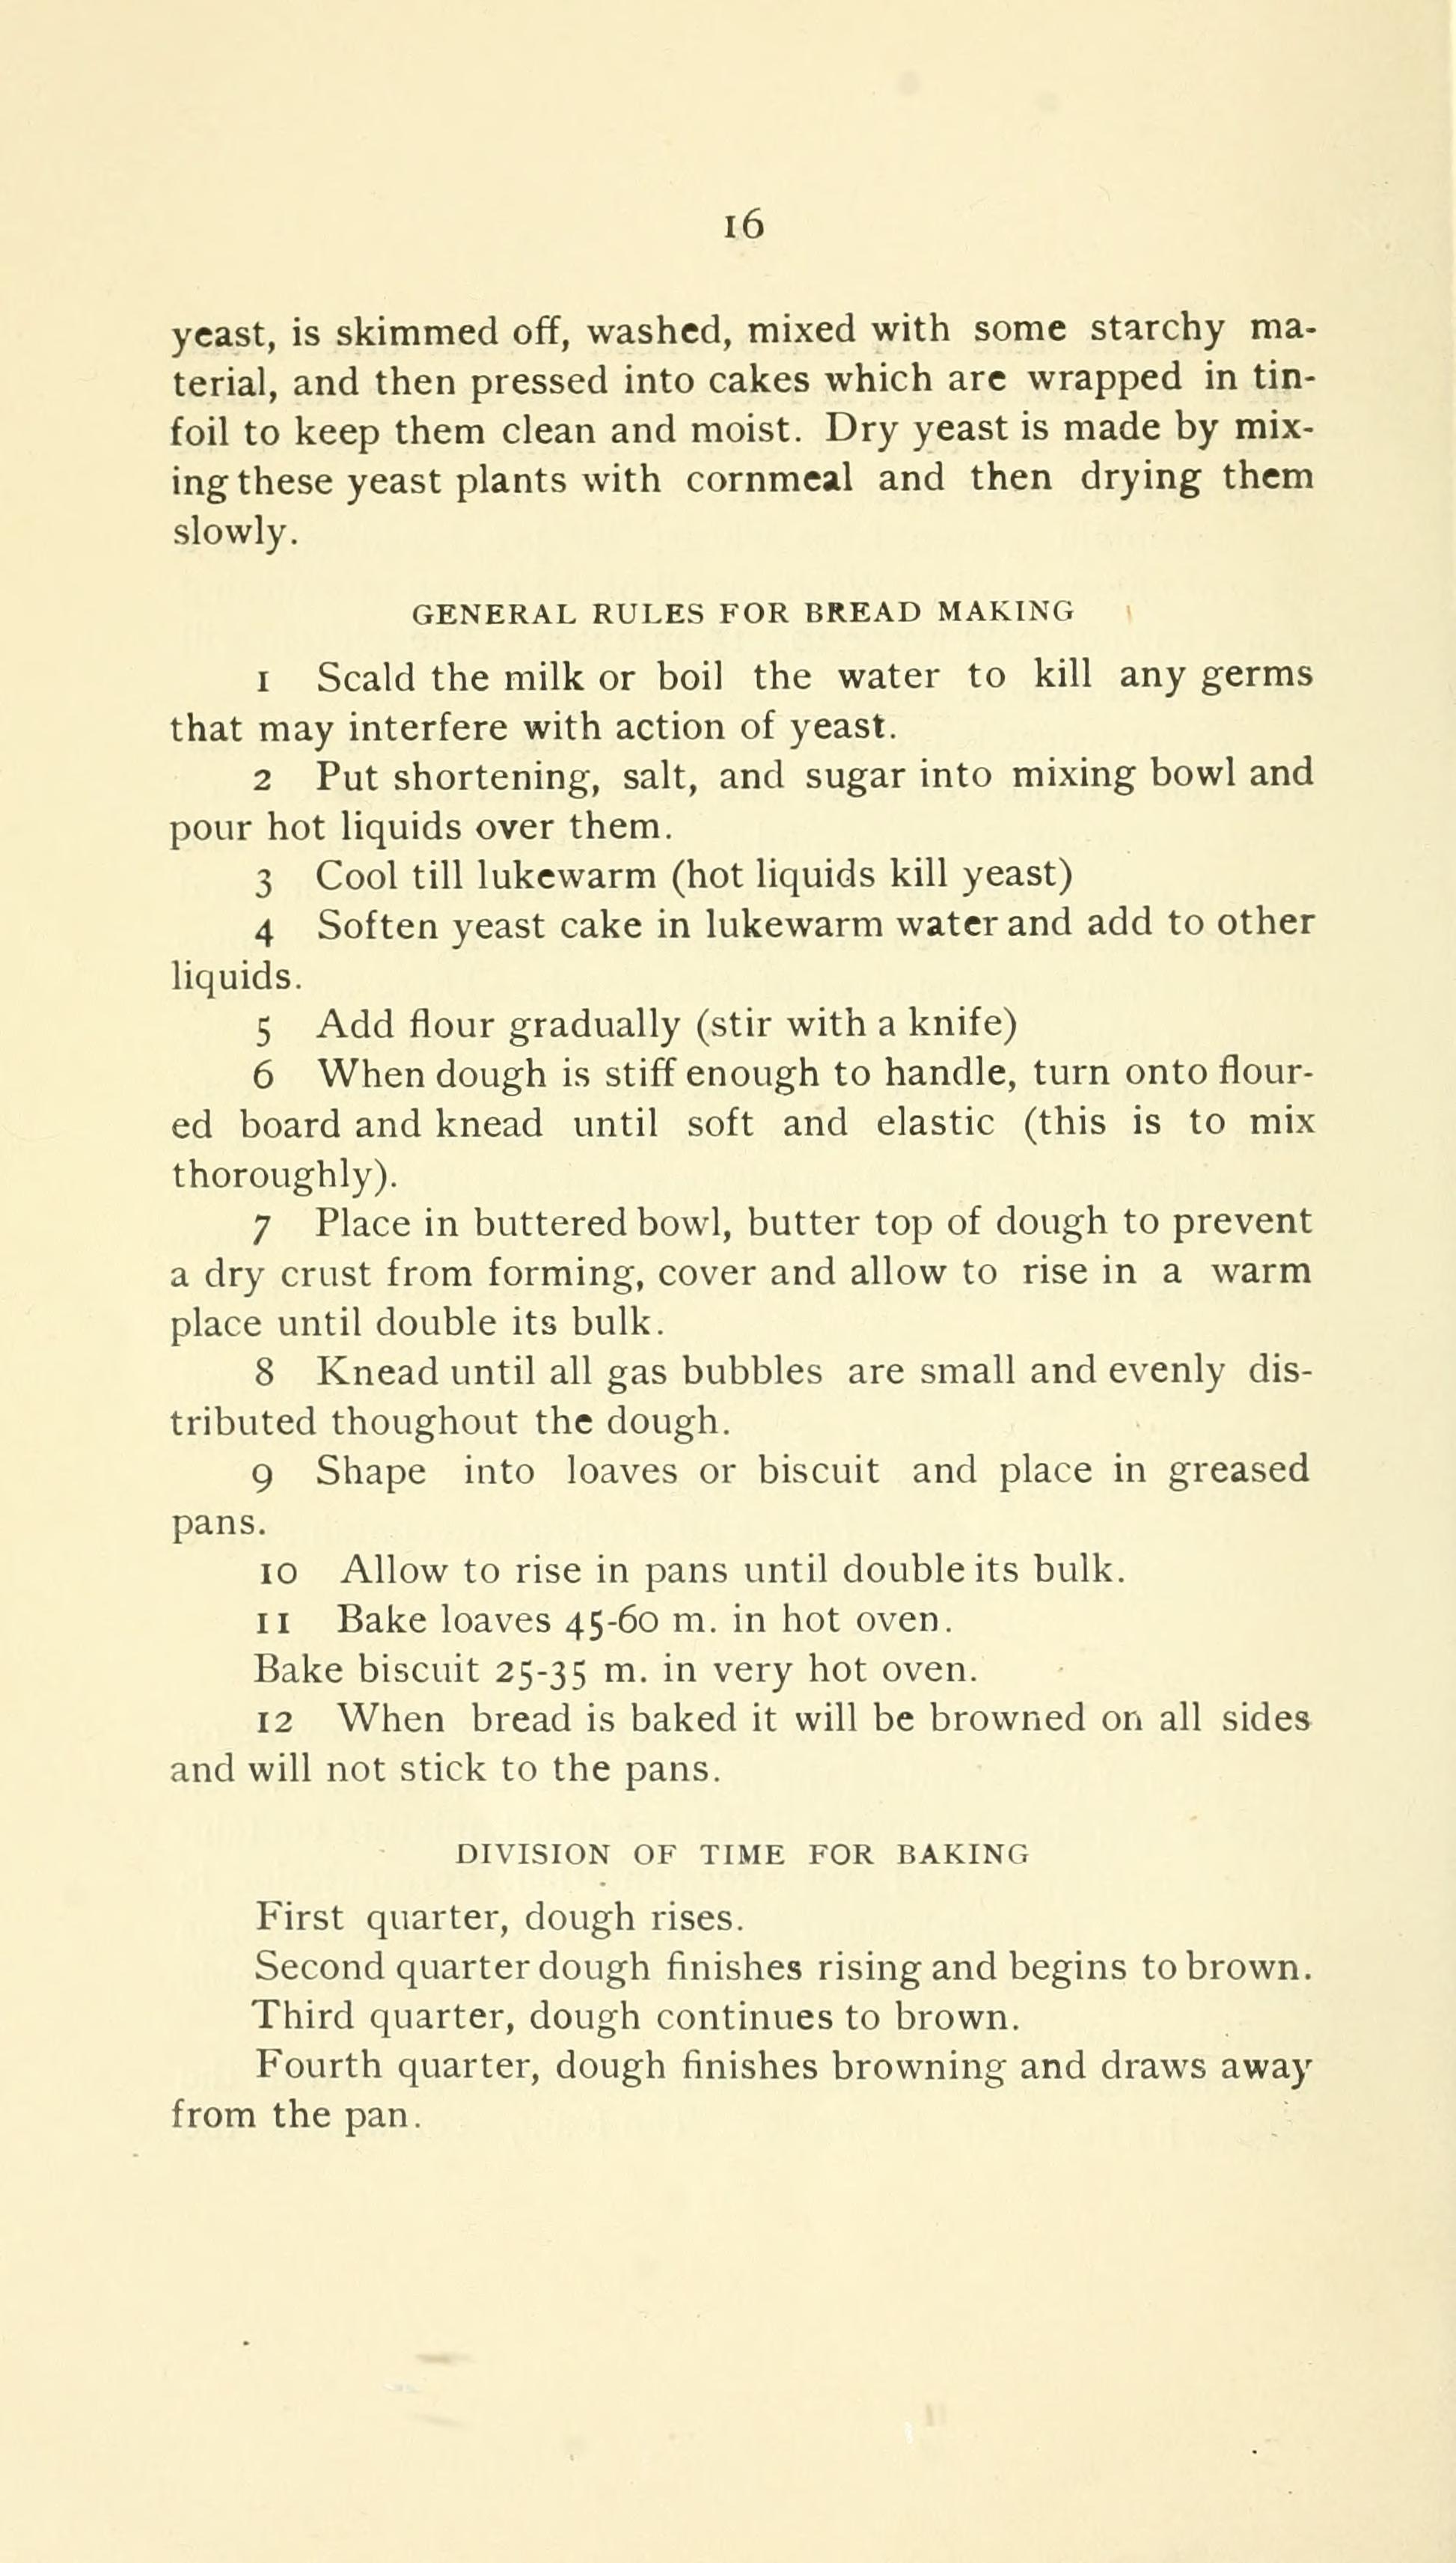 16
yeast, is skimmed off, washed, mixed with some starchy ma-
terial, and then pressed into cakes which are wrapped in tin-
foil to keep them clean and moist. Dry yeast is made by mix-
ing these yeast plants with cornmeal and then drying them
slowly.
GENERAL RULES FOR BREAD MAKING
1 Scald the milk or boil the water to kill any germs
that may interfere with action of yeast.
2 Put shortening, salt, and sugar into mixing bowl and
pour hot liquids over them.
3 Cool till lukewarm (hot liquids kill yeast)
4 Soften yeast cake in lukewarm water and add to other
liquids.
5 Add flour gradually (stir with a knife)
6 When dough is stiff enough to handle, turn onto flour-
ed board and knead until soft and elastic (this is to mix
thoroughly).
7 Place in buttered bowl, butter top of dough to prevent
a dry crust from forming, cover and allow to rise in a warm
place until double its bulk.
8 Knead until all gas bubbles are small and evenly dis-
tributed thoughout the dough.
9 Shape into loaves or biscuit and place in greased
pans.
10 Allow to rise in pans until double its bulk.
11 Bake loaves 45-60 m. in hot oven.
Bake biscuit 25-35 m. in very hot oven.
12 When bread is baked it will be browned on all sides
and will not stick to the pans.
DIVISION OF TIME FOR BAKING
First quarter, dough rises.
Second quarter dough finishes rising and begins to brown.
Third quarter, dough continues to brown.
Fourth quarter, dough finishes browning and draws away
from the pan.